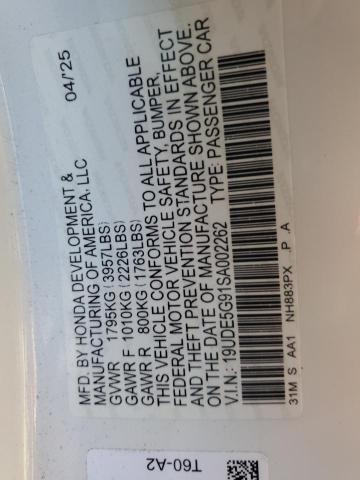 MFD. BY HONDA DEVELOPMENT & 04/'25
MANUFACTURING OF AMERICA, LLC
GVWR 1795KG(3957LBS)
GAWR F 1010KG(2226LBS)
GAWR R 800KG(1763LBS)
THIS VEHICLE CONFORMS TO ALL APPLICABLE
FEDERAL MOTOR VEHICLE SAFETY, BUMPER,
AND THEFT PREVENTION STANDARDS IN EFFECT
ON THE DATE OF MANUFACTURE SHOWN ABOVE.
V.I.N.: 19UDE5G91SA002262 TYPE: PASSENGER CAR
31M S AA1 NH883PX P A
T60-A2